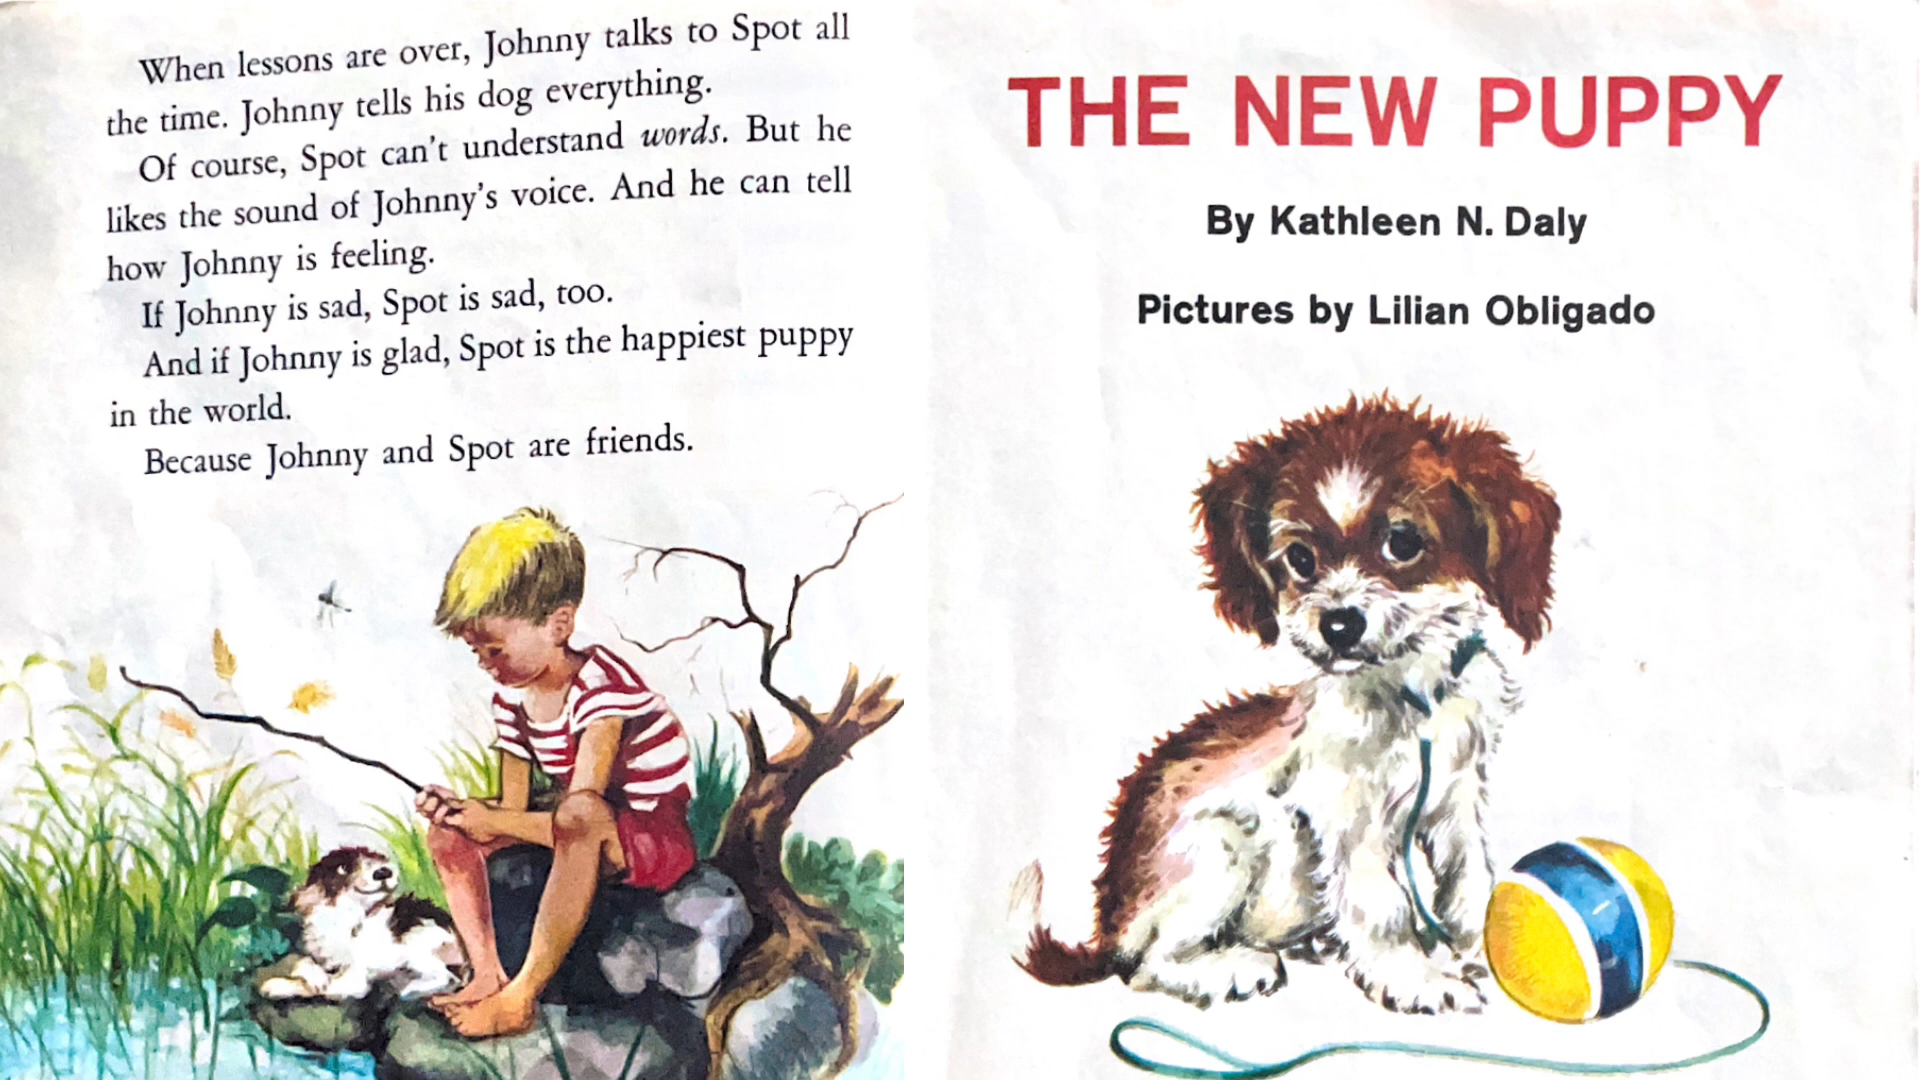 When lessons are over, Johnny talks to Spot all
the time. Johnny tells his dog everything.
Of course, Spot can't understand words. But he
likes the sound of Johnny's voice. And he can tell
how Johnny is feeling.
If Johnny is sad, Spot is sad, too.
And if Johnny is glad, Spot is the happiest puppy
in the world.
Because Johnny and Spot are friends.
THE NEW PUPPY
By Kathleen N. Daly
Pictures by Lilian Obligado